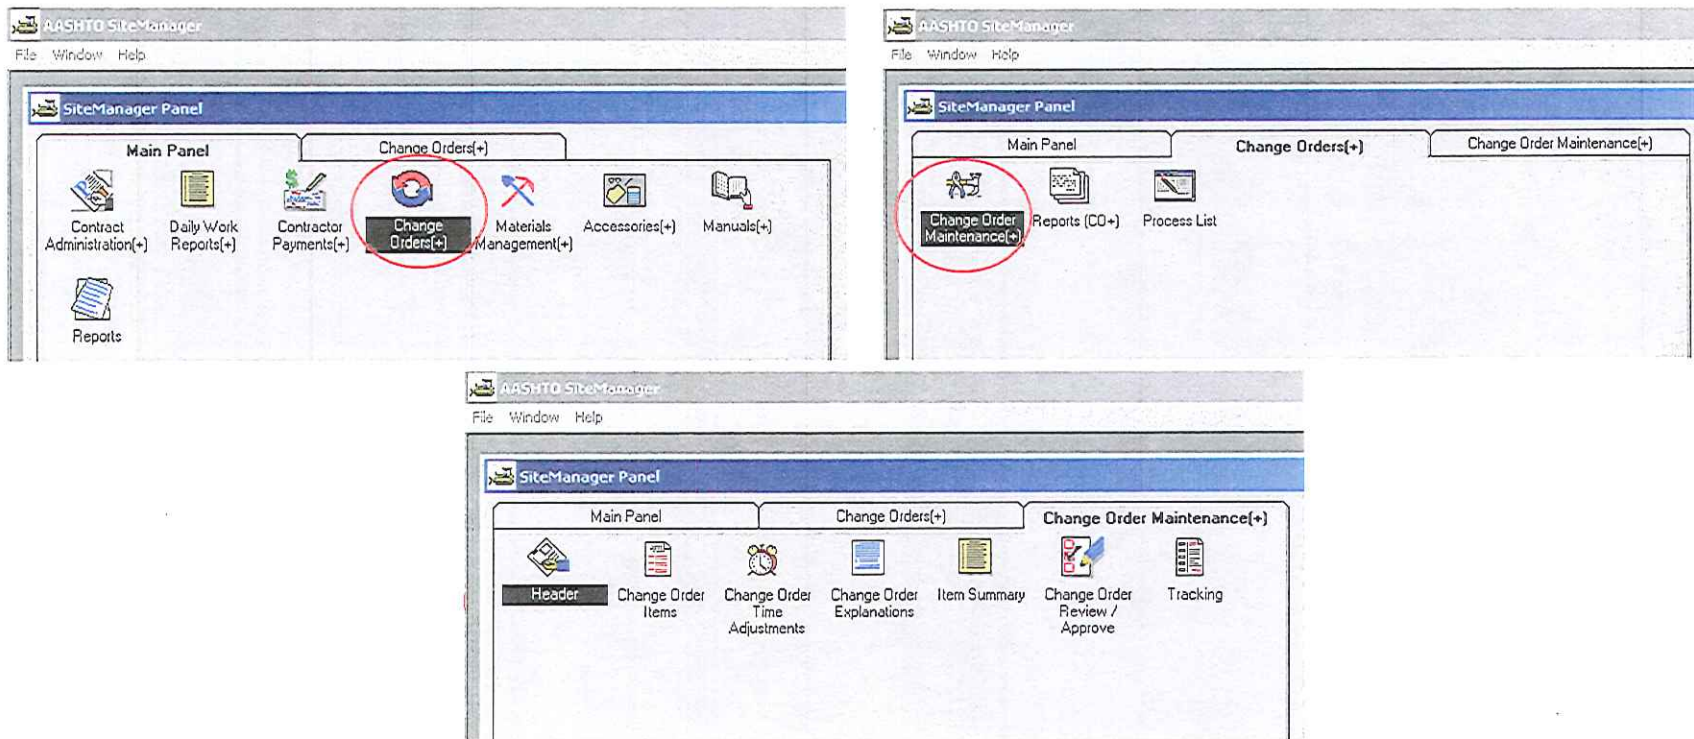 AASHTO SiteManager
File Window Help
SiteManager Panel
Main Panel
Change Orders(+)
Contract
Administration(+)
Daily Work
Reports(+)
Contractor
Payments(+)
Change
Orders(+)
Materials
Management(+)
Accessories(+)
Manuals(+)
Reports
AASHTO SiteManager
File Window Help
SiteManager Panel
Main Panel
Change Orders(+)
Change Order Maintenance(+)
Change Order
Maintenance(+)
Reports (CO+)
Process List
AASHTO SiteManager
File Window Help
SiteManager Panel
Main Panel
Change Orders(+)
Change Order Maintenance(+)
Header
Change Order
Items
Change Order
Time
Adjustments
Change Order
Explanations
Item Summary
Change Order
Review /
Approve
Tracking